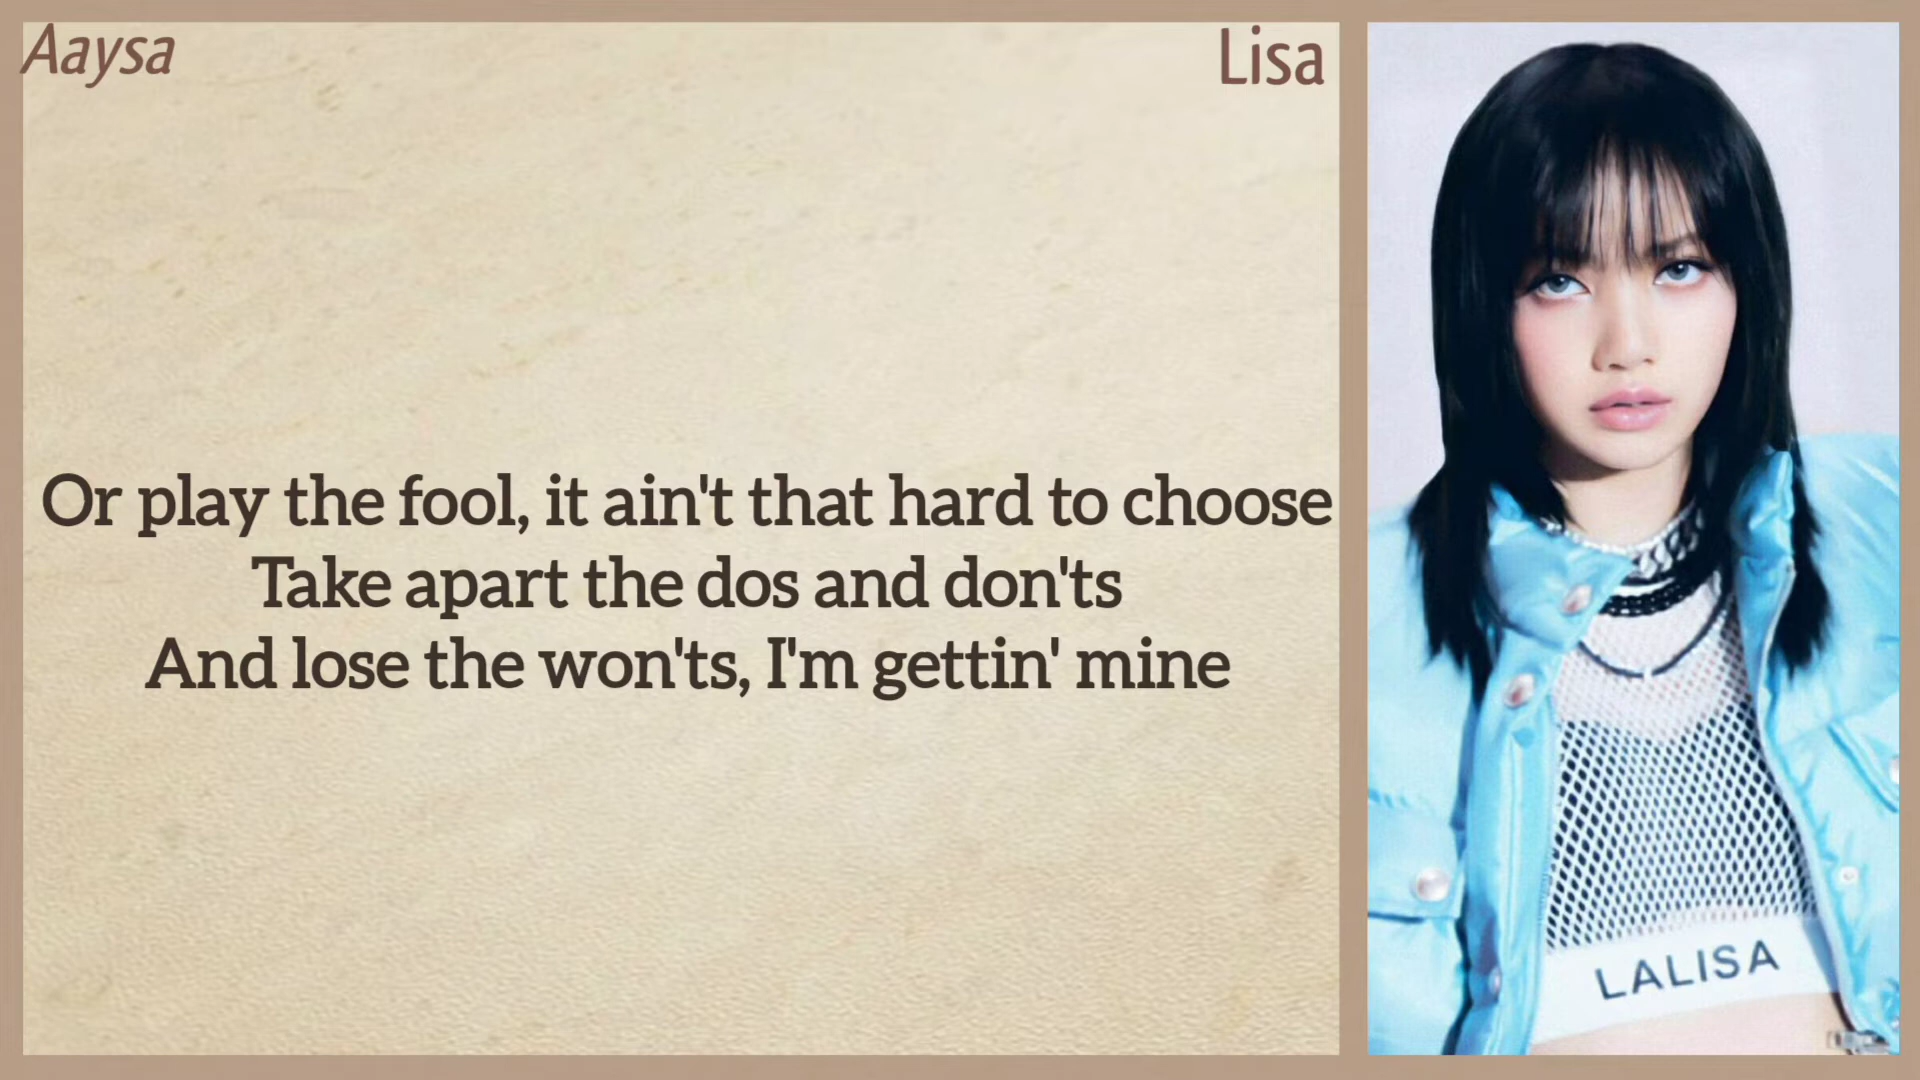 Aaysa
Lisa
Or play the fool, it ain't that hard to choose
Take apart the dos and don'ts
And lose the won'ts, I'm gettin' mine
LALISA